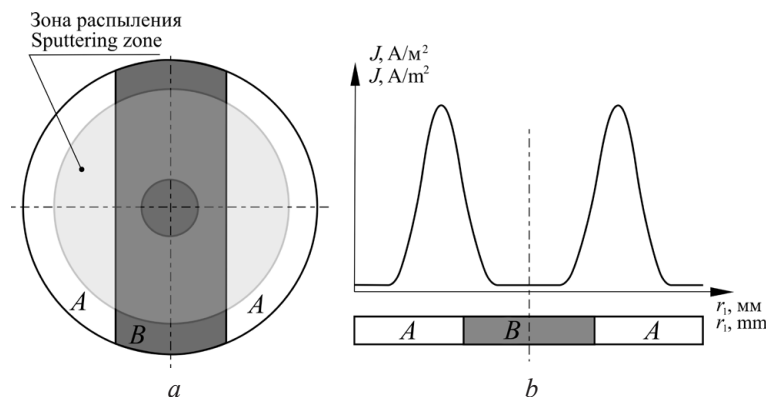 Зона распыления
Sputtering zone
A
A
B
a
J, А/м²
J, A/m²
r₁, мм
r₁, mm
A
B
A
b